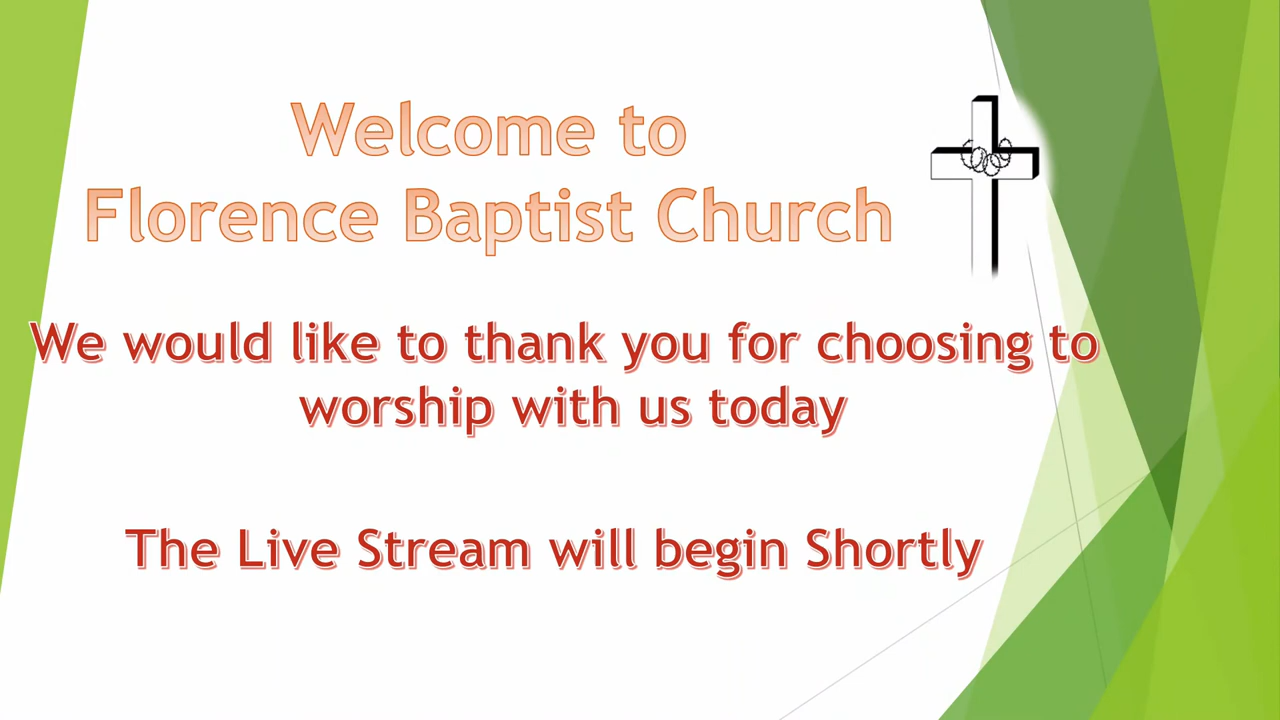 Welcome to
Florence Baptist Church
We would like to thank you for choosing to
worship with us today
The Live Stream will begin Shortly